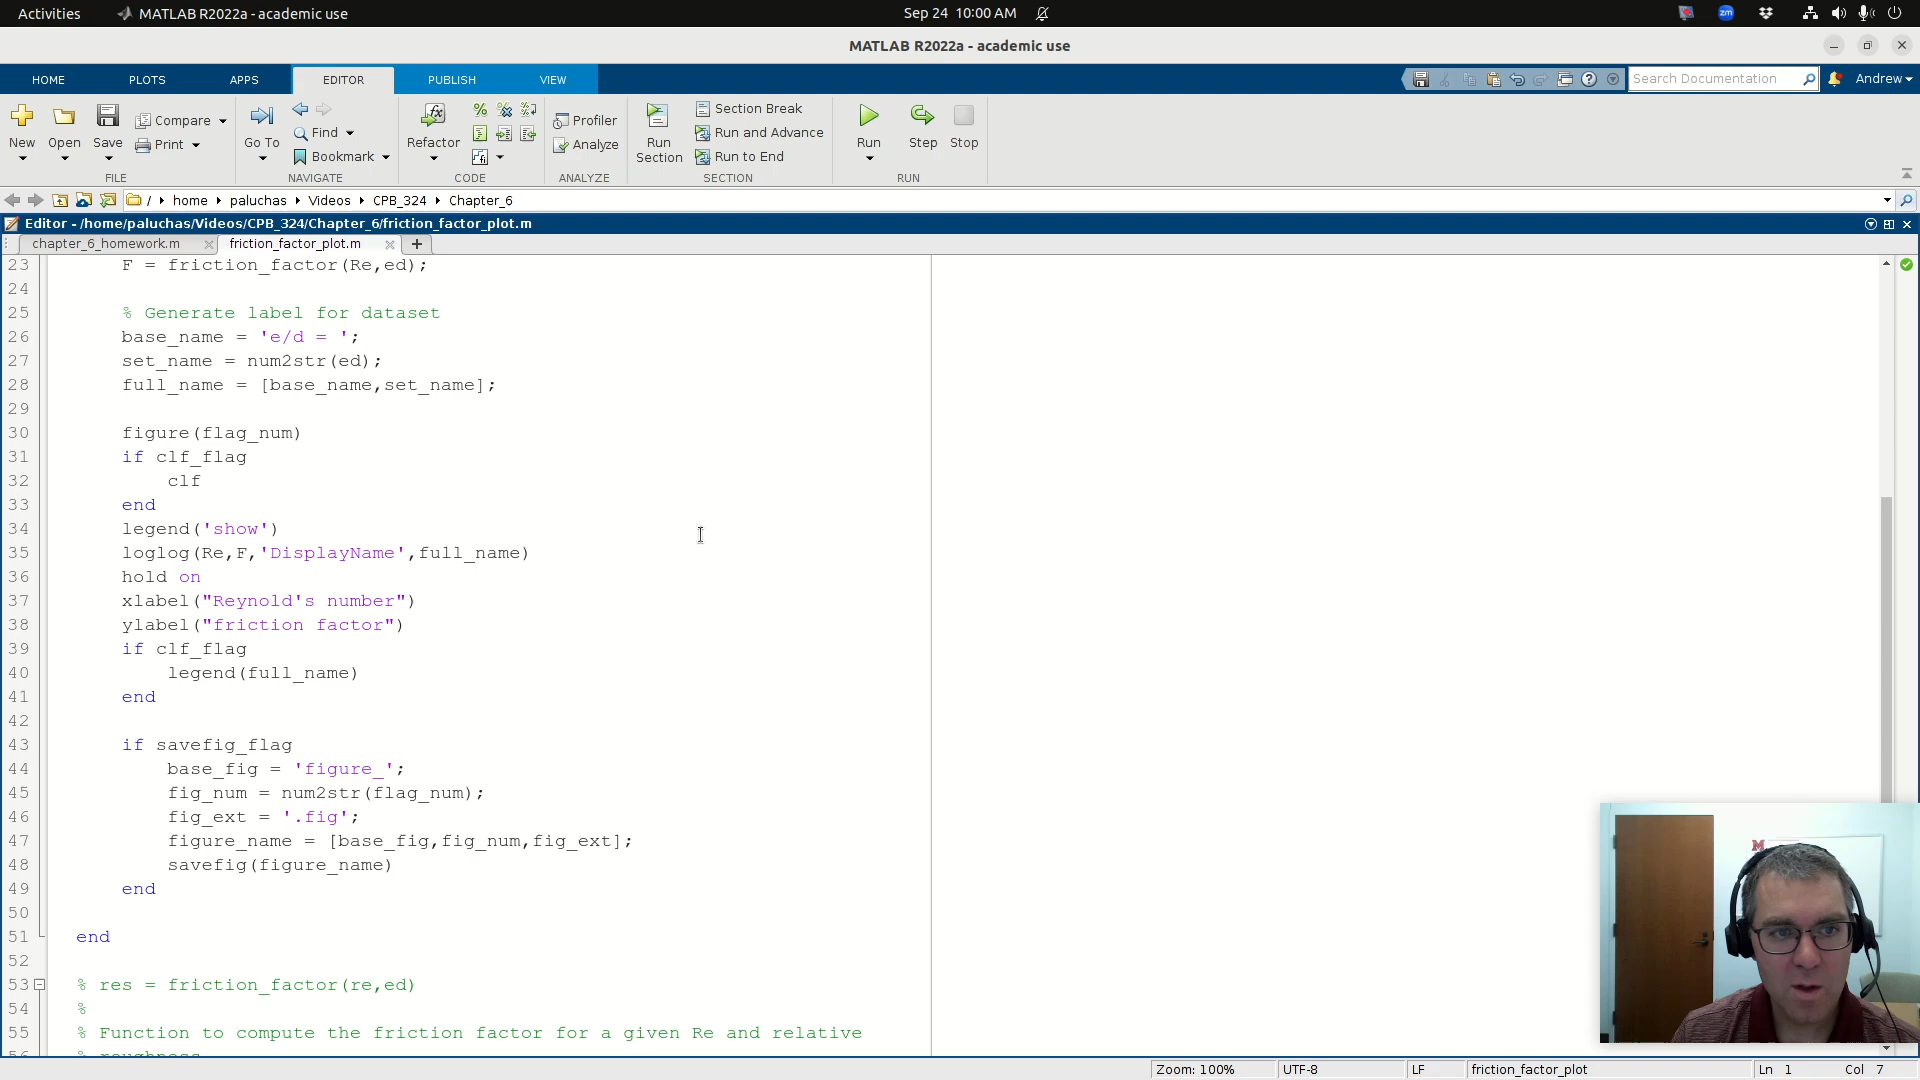 Activities
MATLAB R2022a - academic use
Sep 24 10:00 AM
zm
MATLAB R2022a - academic use
HOME
PLOTS
APPS
EDITOR
PUBLISH
VIEW
Search Documentation
Andrew
New
Open
Save
Compare
Print
FILE
Go To
Find
Bookmark
NAVIGATE
Refactor
CODE
Profiler
Analyze
ANALYZE
Run Section
Section Break
Run and Advance
Run to End
SECTION
Run
Step
Stop
RUN
/ home paluchas Videos CPB_324 Chapter_6
Editor - /home/paluchas/Videos/CPB_324/Chapter_6/friction_factor_plot.m
chapter_6_homework.m
friction_factor_plot.m
23 F = friction_factor(Re,ed);
24
25 % Generate label for dataset
26 base_name = 'e/d = ';
27 set_name = num2str(ed);
28 full_name = [base_name,set_name];
29
30 figure(flag_num)
31 if clf_flag
32 clf
33 end
34 legend('show')
35 loglog(Re,F,'DisplayName',full_name)
36 hold on
37 xlabel("Reynold's number")
38 ylabel("friction factor")
39 if clf_flag
40 legend(full_name)
41 end
42
43 if savefig_flag
44 base_fig = 'figure_';
45 fig_num = num2str(flag_num);
46 fig_ext = '.fig';
47 figure_name = [base_fig,fig_num,fig_ext];
48 savefig(figure_name)
49 end
50
51 end
52
53 % res = friction_factor(re,ed)
54 %
55 % Function to compute the friction factor for a given Re and relative
56 % roughness
M
Zoom: 100%
UTF-8
LF
friction_factor_plot
Ln 1 Col 7